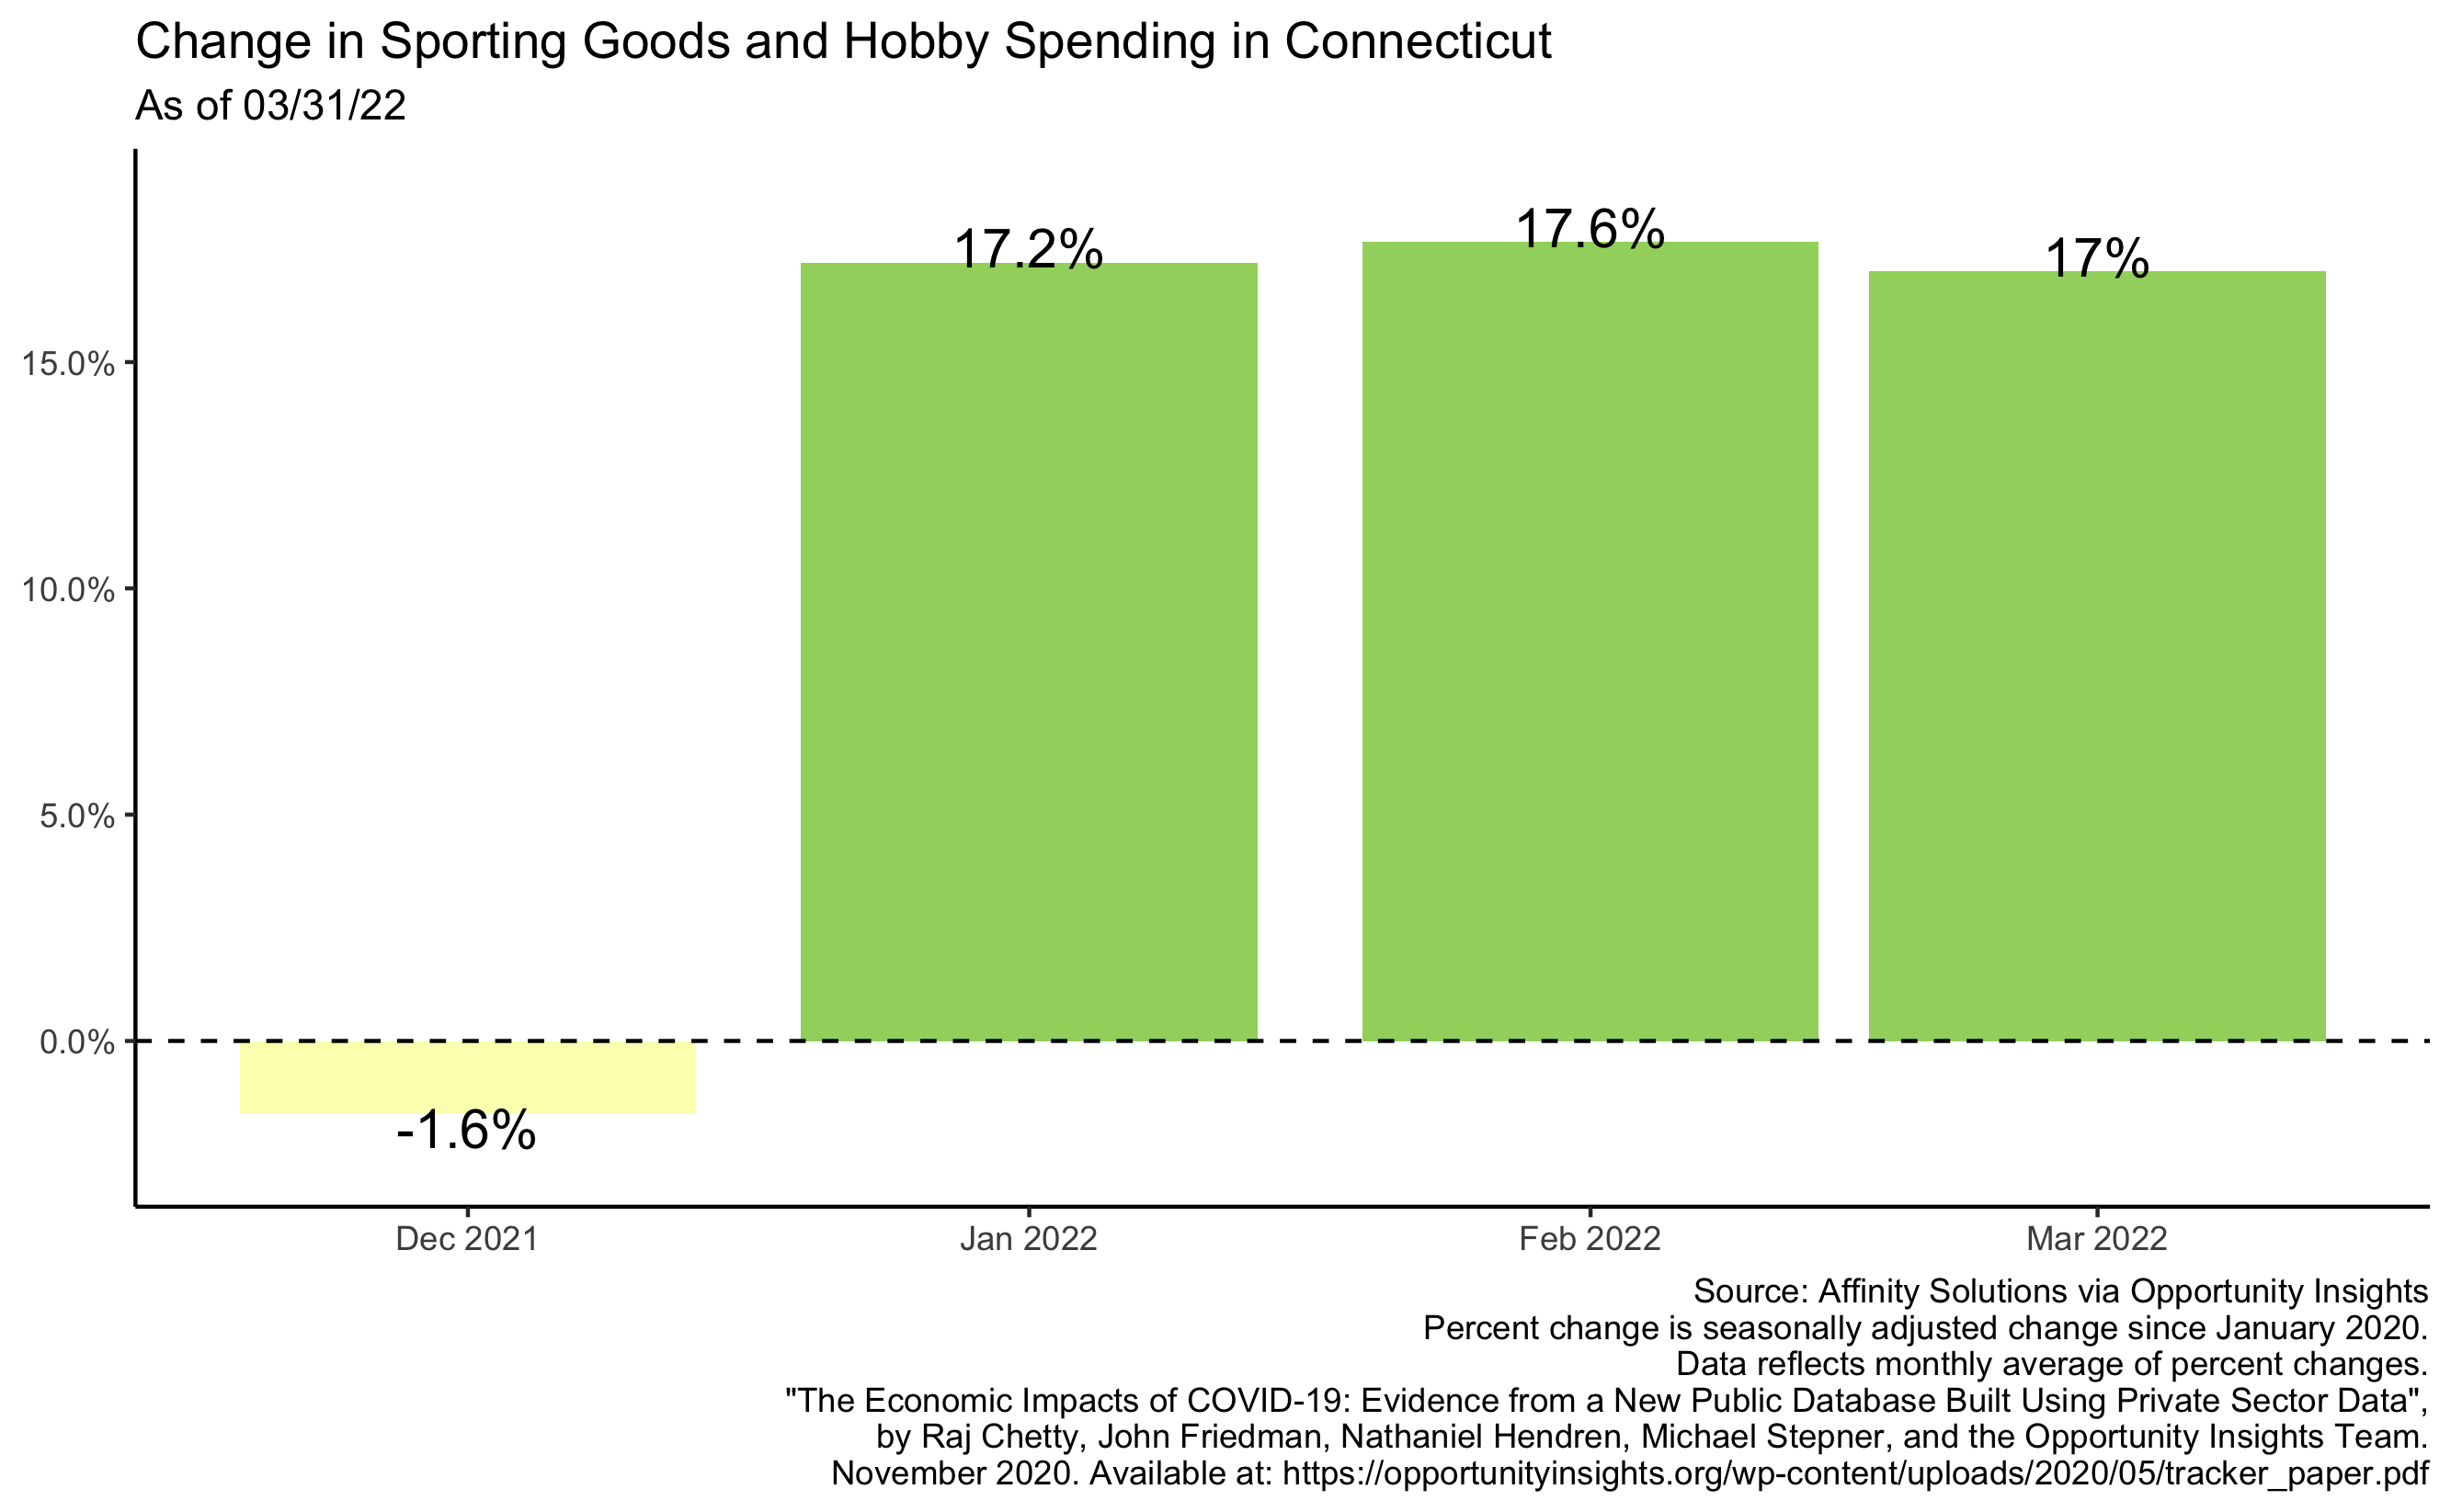 Change in Sporting Goods and Hobby Spending in Connecticut
As of 03/31/22
17.2%
17.6%
17%
-1.6%
15.0%
10.0%
5.0%
0.0%
Dec 2021
Jan 2022
Feb 2022
Mar 2022
Source: Affinity Solutions via Opportunity Insights
Percent change is seasonally adjusted change since January 2020.
Data reflects monthly average of percent changes.
"The Economic Impacts of COVID-19: Evidence from a New Public Database Built Using Private Sector Data",
by Raj Chetty, John Friedman, Nathaniel Hendren, Michael Stepner, and the Opportunity Insights Team.
November 2020. Available at: https://opportunityinsights.org/wp-content/uploads/2020/05/tracker_paper.pdf